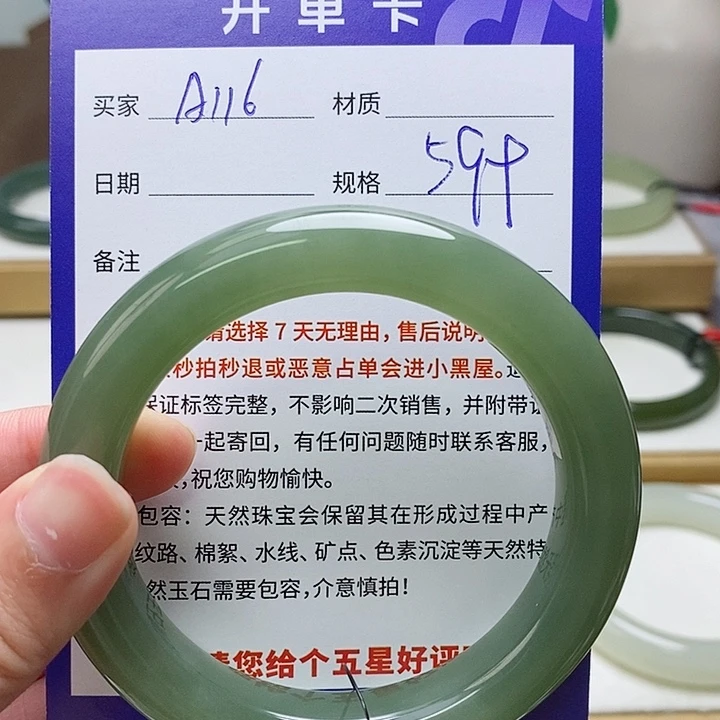 开单卡
买家 A116 材质
日期 规格
备注
请选择7天无理由，售后说明
秒拍秒退或恶意占单会进小黑屋。
保证标签完整，不影响二次销售，并附带
一起寄回，有任何问题随时联系客服，
祝您购物愉快。
包容：天然珠宝会保留其在形成过程中产
纹路、棉絮、水线、矿点、色素沉淀等天然特
然玉石需要包容，介意慎拍！
您给个五星好评